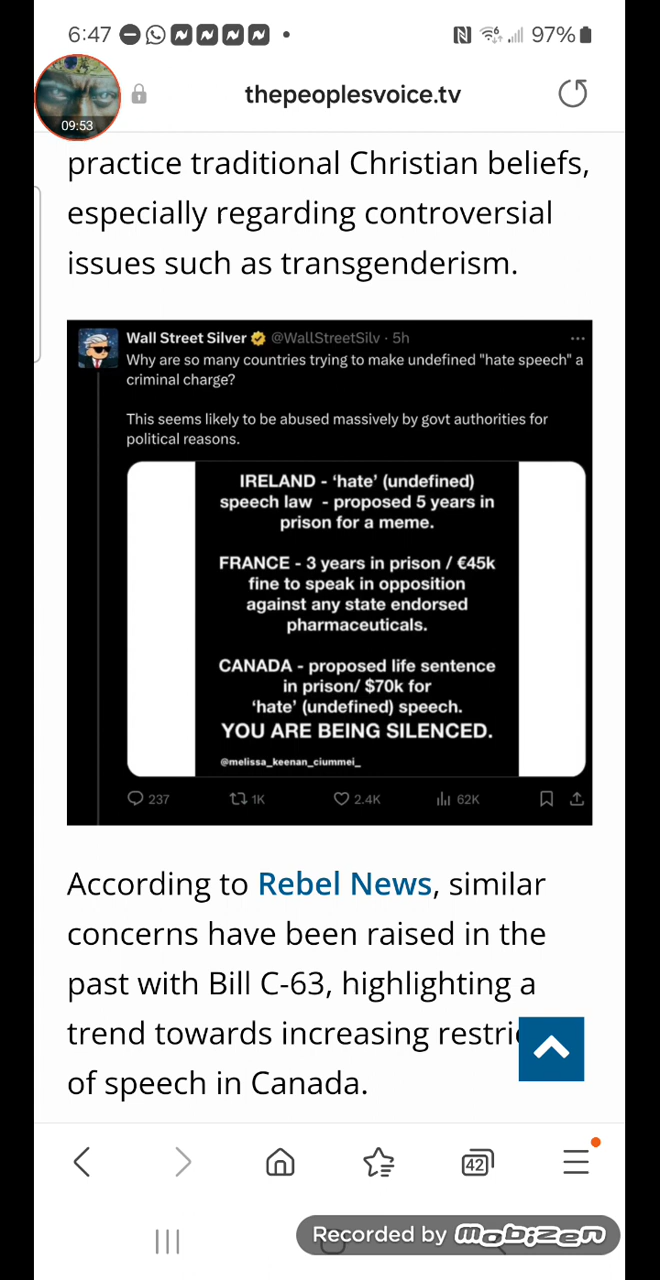 6:47
97%
09:53
thepeoplesvoice.tv
practice traditional Christian beliefs,
especially regarding controversial
issues such as transgenderism.
Wall Street Silver @WallStreetSilv · 5h
Why are so many countries trying to make undefined "hate speech" a
criminal charge?
This seems likely to be abused massively by govt authorities for
political reasons.
IRELAND - ‘hate’ (undefined)
speech law - proposed 5 years in
prison for a meme.
FRANCE - 3 years in prison / €45k
fine to speak in opposition
against any state endorsed
pharmaceuticals.
CANADA - proposed life sentence
in prison/ $70k for
‘hate’ (undefined) speech.
YOU ARE BEING SILENCED.
@melissa_keenan_ciummei_
237 1K 2.4K 62K
According to Rebel News, similar
concerns have been raised in the
past with Bill C-63, highlighting a
trend towards increasing
of speech in Canada.
42
Recorded by mobizen